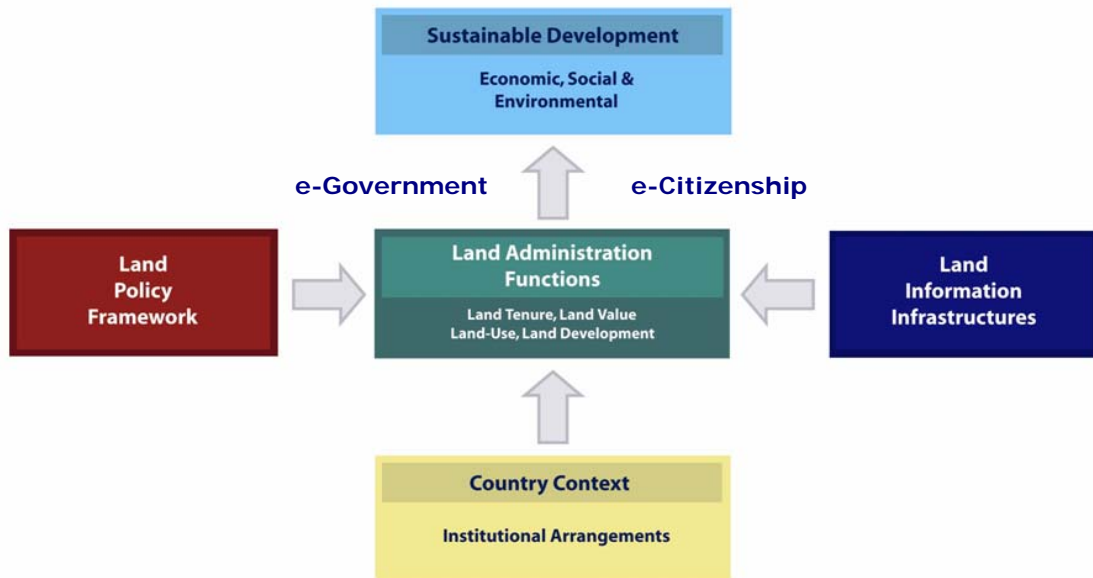 Sustainable Development
Economic, Social &
Environmental
e-Government
e-Citizenship
Land
Policy
Framework
Land Administration
Functions
Land Tenure, Land Value
Land-Use, Land Development
Land
Information
Infrastructures
Country Context
Institutional Arrangements